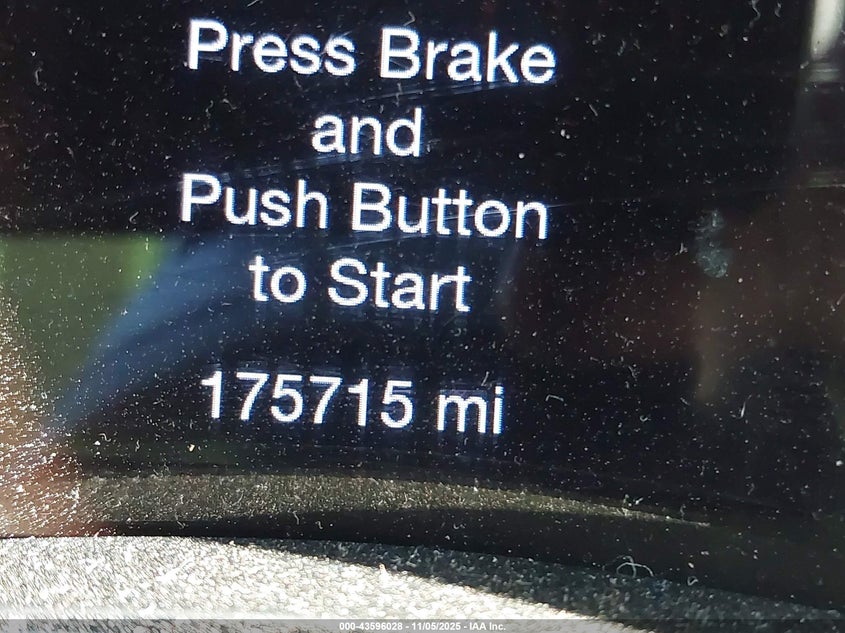 Press Brake
and
Push Button
to Start
175715 mi
000-43596028 - 11/05/2025 - IAA Inc.